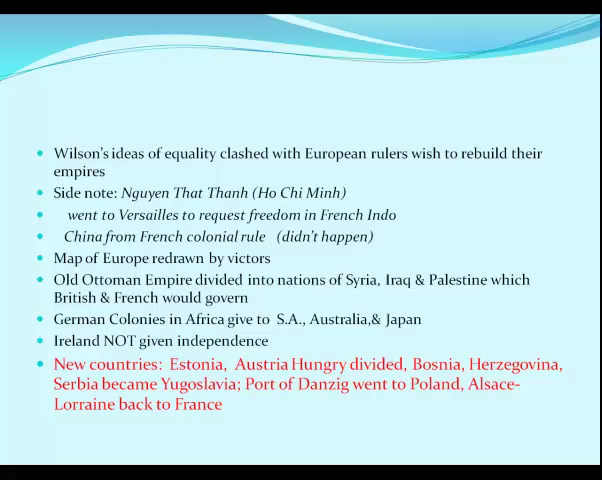 Wilson's ideas of equality clashed with European rulers wish to rebuild their
empires
Side note: Nguyen That Thanh (Ho Chi Minh)
went to Versailles to request freedom in French Indo
China from French colonial rule (didn't happen)
Map of Europe redrawn by victors
Old Ottoman Empire divided into nations of Syria, Iraq & Palestine which
British & French would govern
German Colonies in Africa give to S.A., Australia,& Japan
Ireland NOT given independence
New countries: Estonia, Austria Hungry divided, Bosnia, Herzegovina,
Serbia became Yugoslavia; Port of Danzig went to Poland, Alsace-
Lorraine back to France